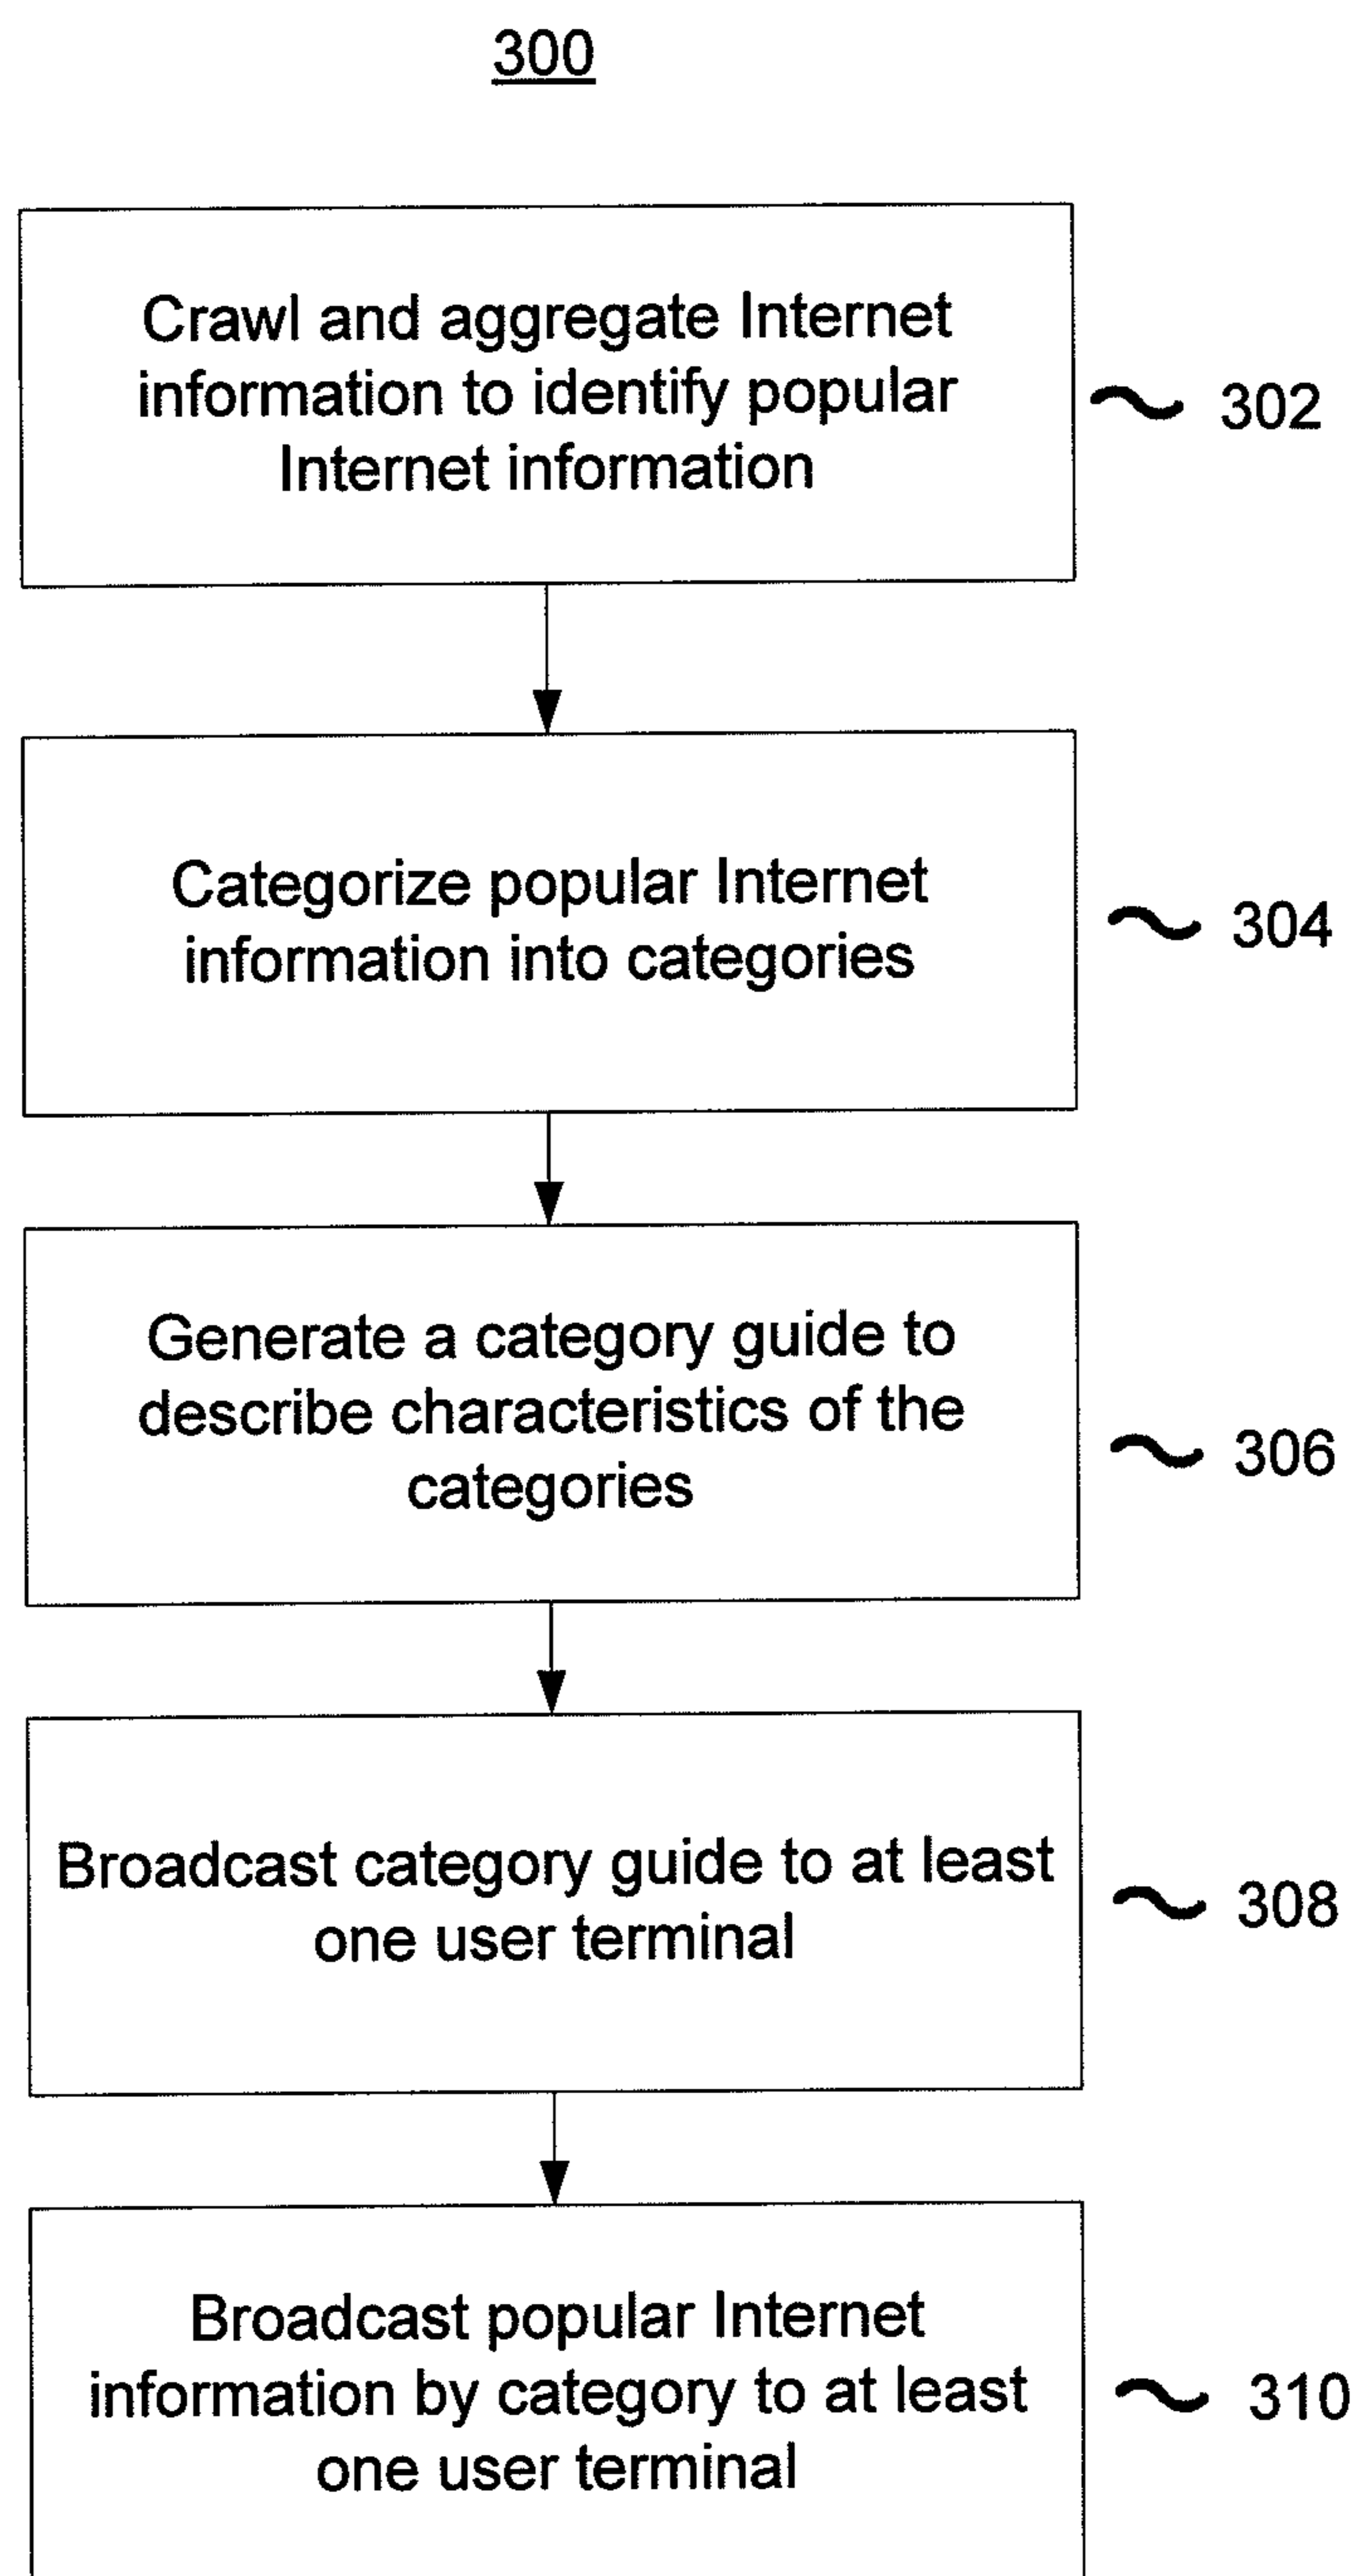 300
Crawl and aggregate Internet
information to identify popular
Internet information
302
Categorize popular Internet
information into categories
304
Generate a category guide to
describe characteristics of the
categories
306
Broadcast category guide to at least
one user terminal
308
Broadcast popular Internet
information by category to at least
one user terminal
310